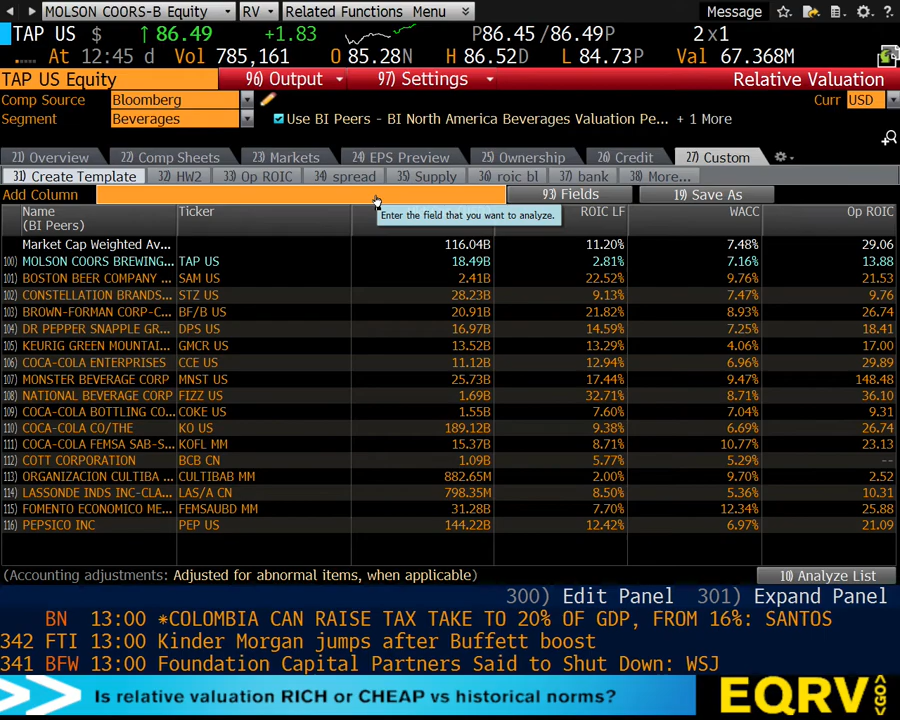 MOLSON COORS-B Equity RV Related Functions Menu Message ?
TAP US $ ↑ 86.49 +1.83 P86.45 /86.49P 2x1
.... At 12:45 d Vol 785,161 O 85.28N H 86.52D L 84.73P Val 67.368M
TAP US Equity 96) Output 97) Settings Relative Valuation
Comp Source Bloomberg Curr USD
Segment Beverages Use BI Peers - BI North America Beverages Valuation Pe... + 1 More
21) Overview 22) Comp Sheets 23) Markets 24) EPS Preview 25) Ownership 26) Credit 27) Custom
31) Create Template 32) HW2 33) Op ROIC 34) spread 35) Supply 36) roic bl 37) bank 38) More...
Add Column 93) Fields 19) Save As
Enter the field that you want to analyze.
Name Ticker ROIC LF WACC Op ROIC
(BI Peers)
Market Cap Weighted Av... 116.04B 11.20% 7.48% 29.06
100) MOLSON COORS BREWING... TAP US 18.49B 2.81% 7.16% 13.88
101) BOSTON BEER COMPANY ... SAM US 2.41B 22.52% 9.76% 21.53
102) CONSTELLATION BRANDS... STZ US 28.23B 9.13% 7.47% 9.76
103) BROWN-FORMAN CORP-C... BF/B US 20.91B 21.82% 8.93% 26.74
104) DR PEPPER SNAPPLE GR... DPS US 16.97B 14.59% 7.25% 18.41
105) KEURIG GREEN MOUNTAI... GMCR US 13.52B 13.29% 4.06% 17.00
106) COCA-COLA ENTERPRISES CCE US 11.12B 12.94% 6.96% 29.89
107) MONSTER BEVERAGE CORP MNST US 25.73B 17.44% 9.47% 148.48
108) NATIONAL BEVERAGE CORP FIZZ US 1.69B 32.71% 8.71% 36.10
109) COCA-COLA BOTTLING CO... COKE US 1.55B 7.60% 7.04% 9.31
110) COCA-COLA CO/THE KO US 189.12B 9.38% 6.69% 26.74
111) COCA-COLA FEMSA SAB-S... KOFL MM 15.37B 8.71% 10.77% 23.13
112) COTT CORPORATION BCB CN 1.09B 5.77% 5.29% --
113) ORGANIZACION CULTIBA ... CULTIBAB MM 882.65M 2.00% 9.70% 2.52
114) LASSONDE INDS INC-CLA... LAS/A CN 798.35M 8.50% 5.36% 10.31
115) FOMENTO ECONOMICO ME... FEMSAUBD MM 31.28B 7.70% 12.34% 25.88
116) PEPSICO INC PEP US 144.22B 12.42% 6.97% 21.09
(Accounting adjustments: Adjusted for abnormal items, when applicable) 10) Analyze List
300) Edit Panel 301) Expand Panel
BN 13:00 *COLOMBIA CAN RAISE TAX TAKE TO 20% OF GDP, FROM 16%: SANTOS
342 FTI 13:00 Kinder Morgan jumps after Buffett boost
341 BFW 13:00 Foundation Capital Partners Said to Shut Down: WSJ
Is relative valuation RICH or CHEAP vs historical norms? EQRV <GO>